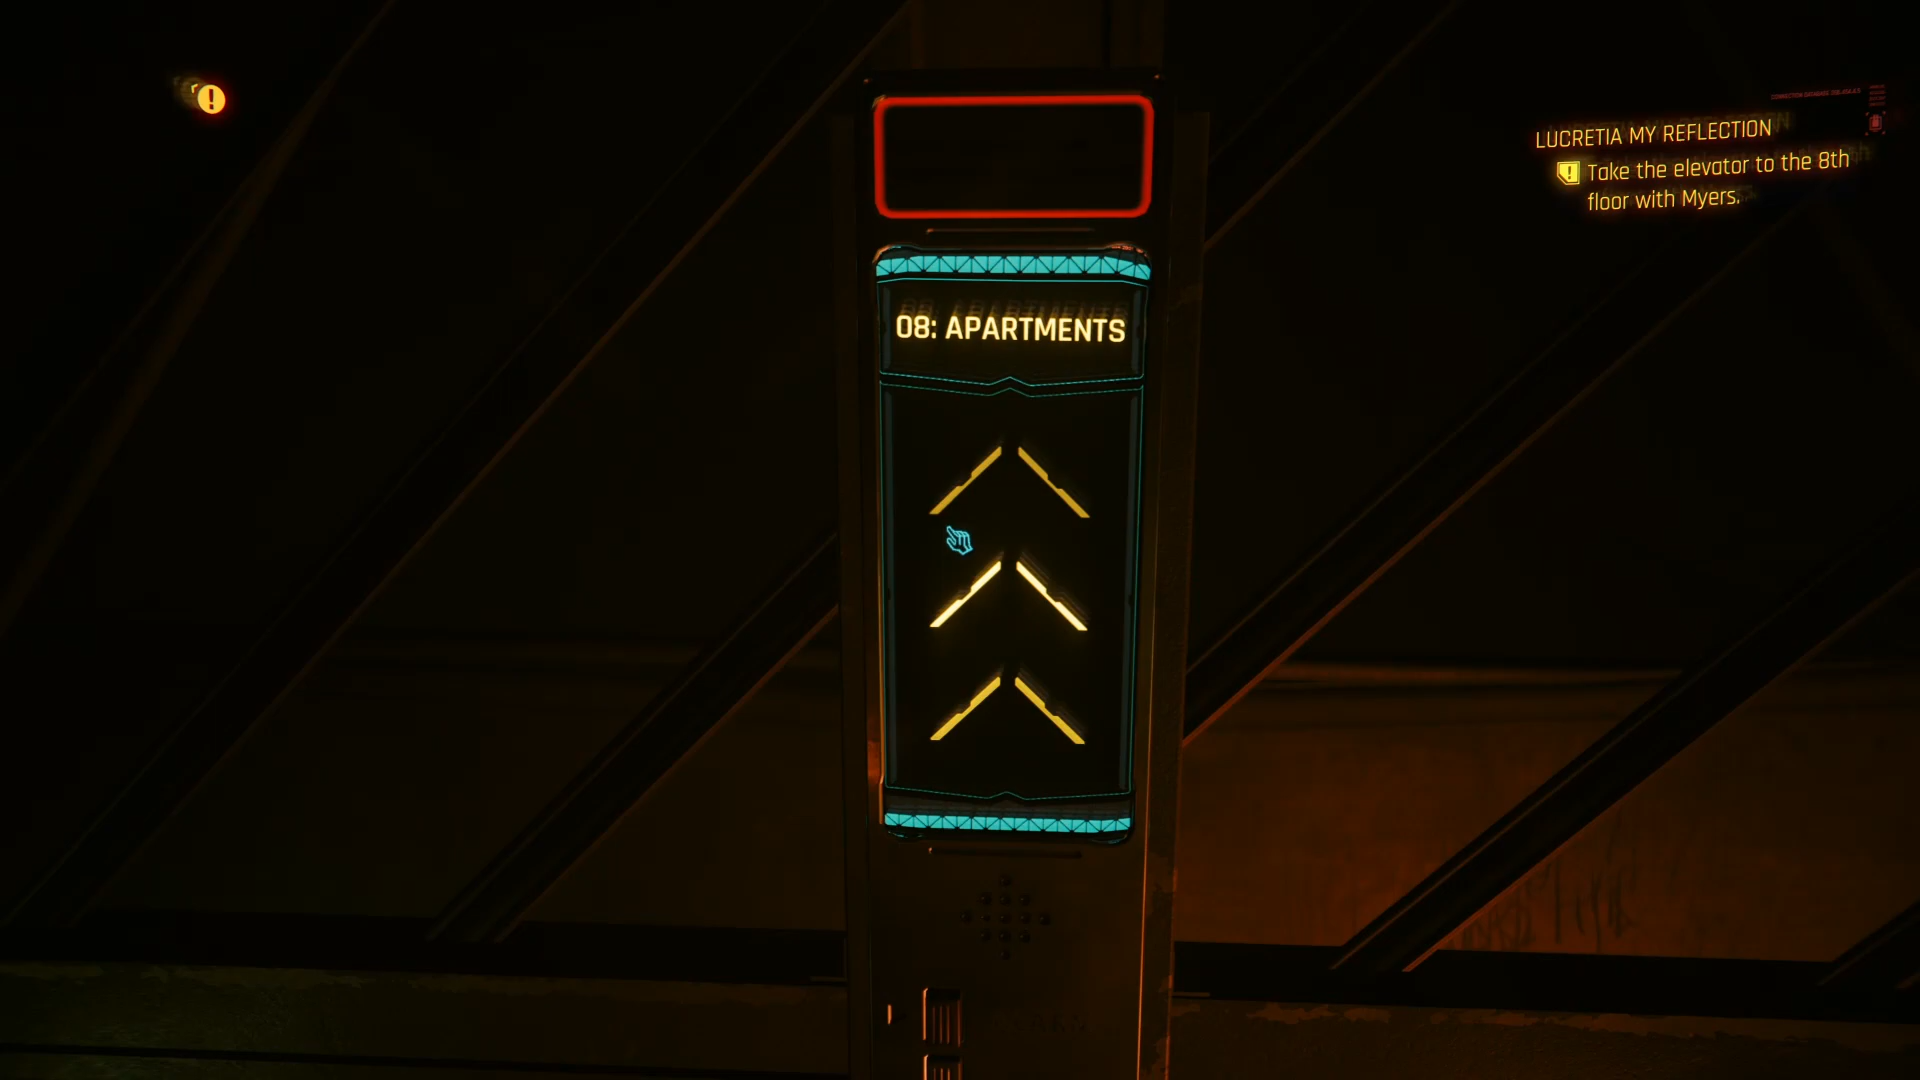 LUCRETIA MY REFLECTION
Take the elevator to the 8th
floor with Myers.
08: APARTMENTS